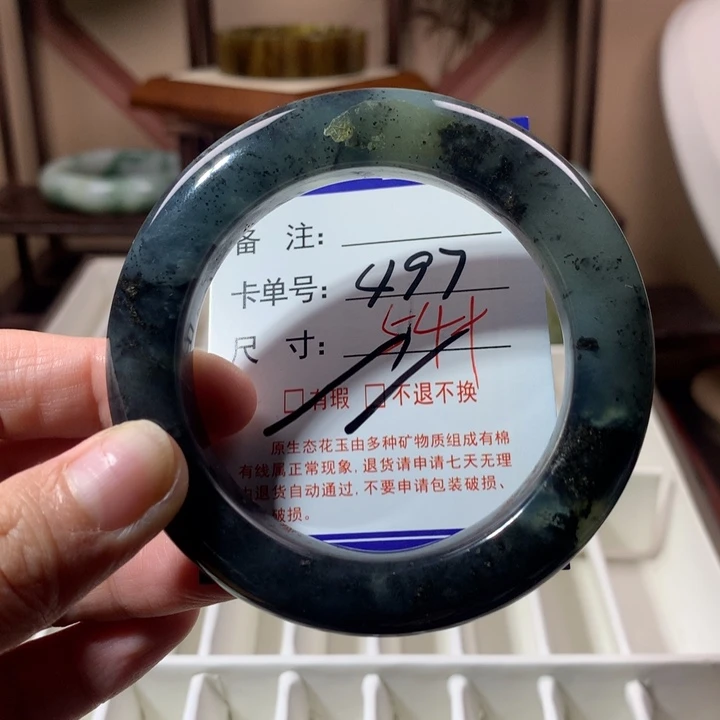 备 注:
卡单号: 497
尺 寸: 544
□有瑕 □不退不换
原生态花玉由多种矿物质组成有棉
有线属正常现象,退货请申请七天无理
由退货自动通过,不要申请包装破损、
破损。